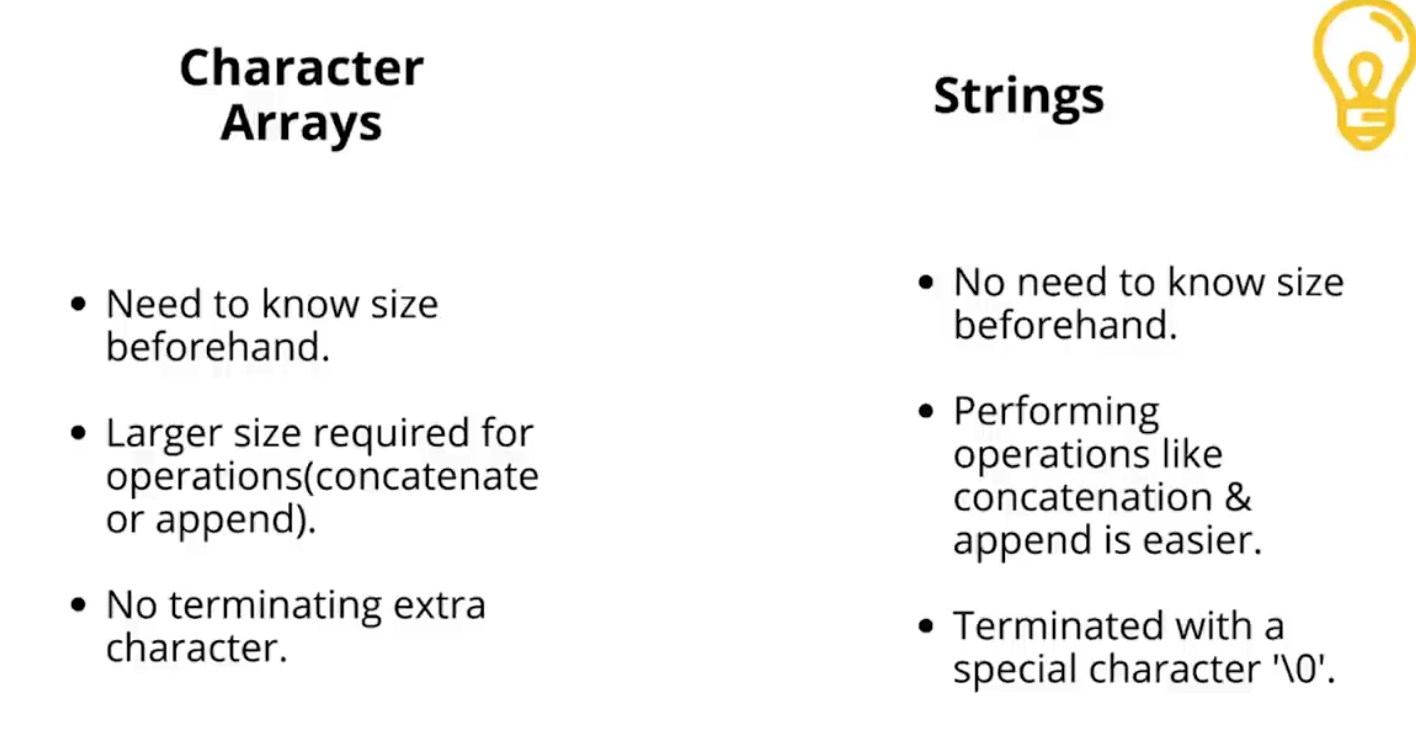 Character
Arrays
Strings
• Need to know size
beforehand.
• Larger size required for
operations(concatenate
or append).
• No terminating extra
character.
• No need to know size
beforehand.
• Performing
operations like
concatenation &
append is easier.
• Terminated with a
special character '\0'.